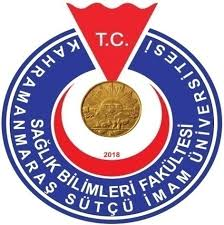 T.C.
KAHRAMANMARAŞ SÜTÇÜ İMAM ÜNİVERSİTESİ
SAĞLIK BİLİMLERİ FAKÜLTESİ
2018